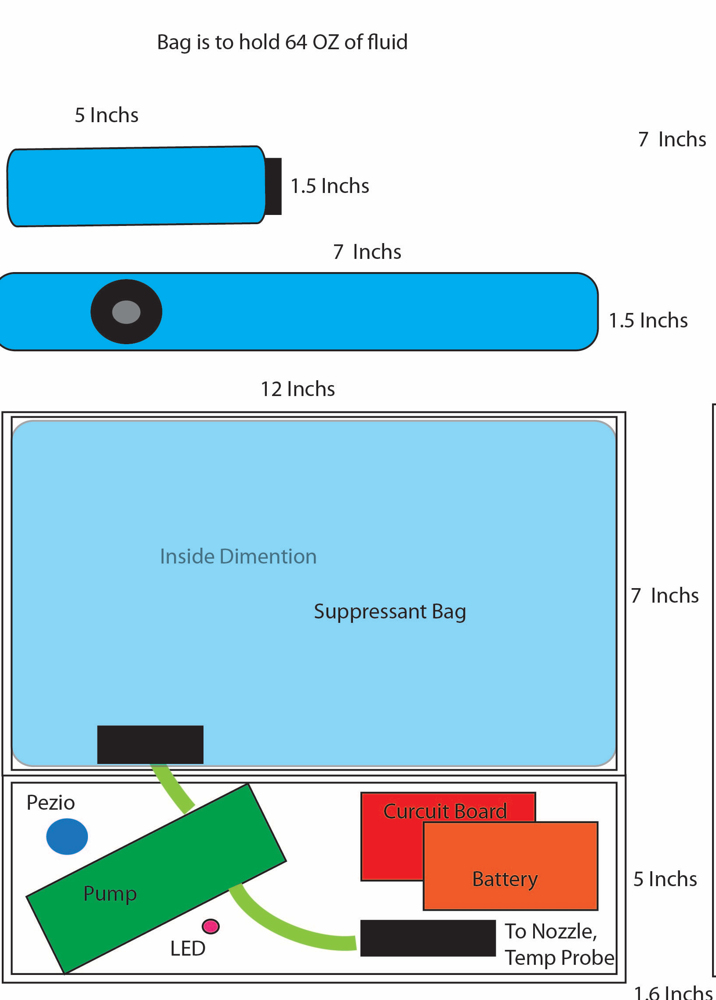 Bag is to hold 64 OZ of fluid
5 Inchs
7  Inchs
1.5 Inchs
7  Inchs
1.5 Inchs
12 Inchs
Inside Dimention
Suppressant Bag
7  Inchs
Pezio
Curcuit Board
Battery
Pump
5 Inchs
LED
To Nozzle,
Temp Probe
1.6 Inchs